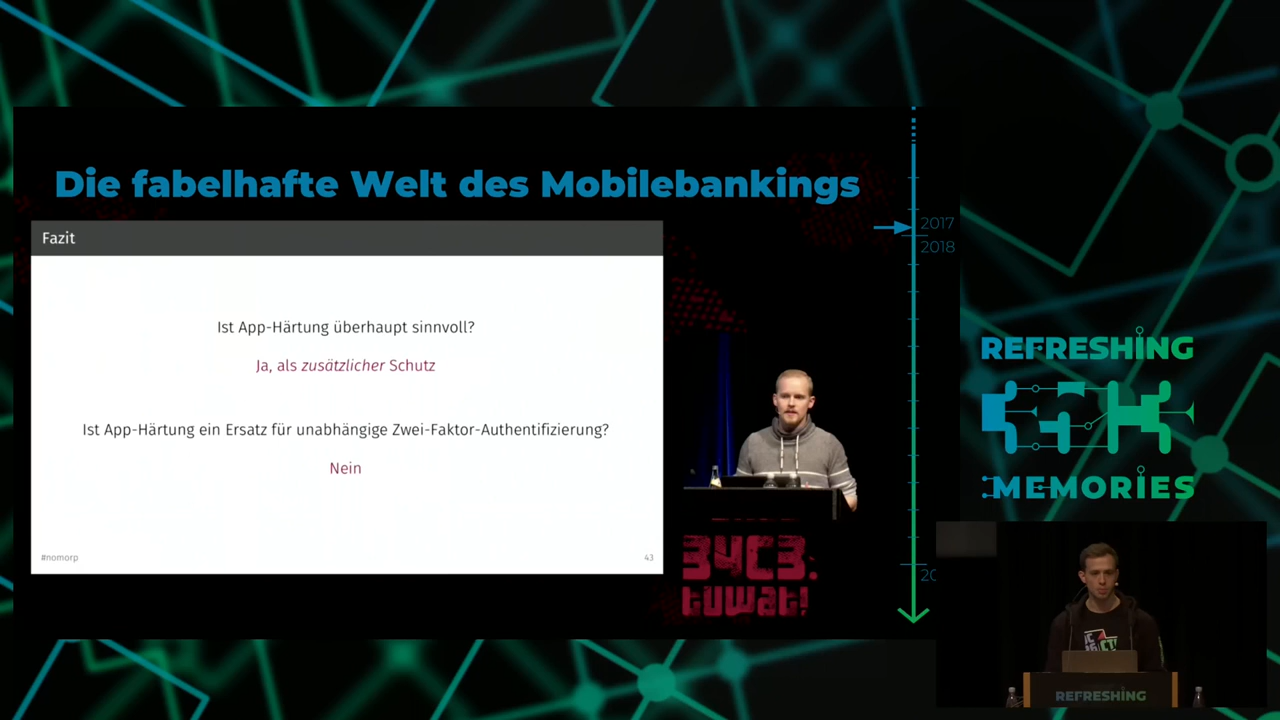 Die fabelhafte Welt des Mobilebankings
Fazit
Ist App-Härtung überhaupt sinnvoll?
Ja, als zusätzlicher Schutz
Ist App-Härtung ein Ersatz für unabhängige Zwei-Faktor-Authentifizierung?
Nein
#nomorp
43
2017
2018
20
34C3:
tuwat!
REFRESHING
MEMORIES
REFRESHING